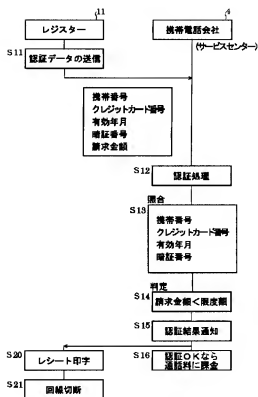 11
4
レジスター
携帯電話会社
(サービスセンター)
S11
認証データの送信
携帯番号
クレジットカード番号
有効年月
暗証番号
請求金額
S12
認証処理
照合
S13
携帯番号
クレジットカード番号
有効年月
暗証番号
判定
S14
請求金額<限度額
S15
認証結果通知
S20
レシート印字
S16
認証OKなら
通話料に課金
S21
回線切断